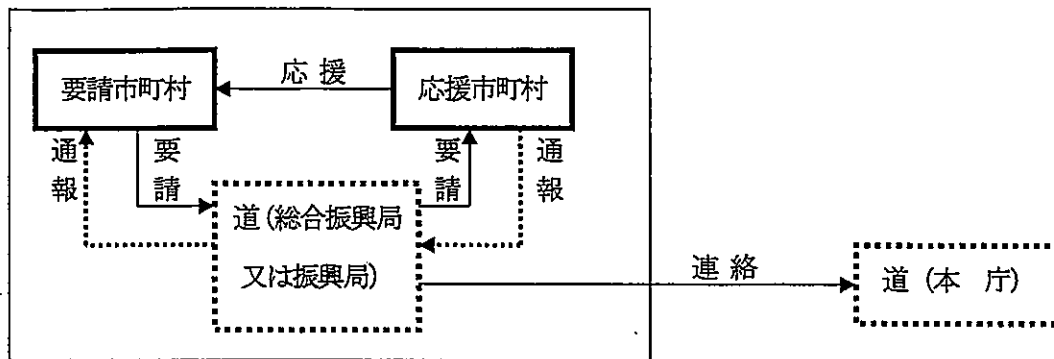 要請市町村
応 援
応援市町村
通報
要請
要請
通報
道(総合振興局
又は振興局)
連 絡
道 (本 庁)